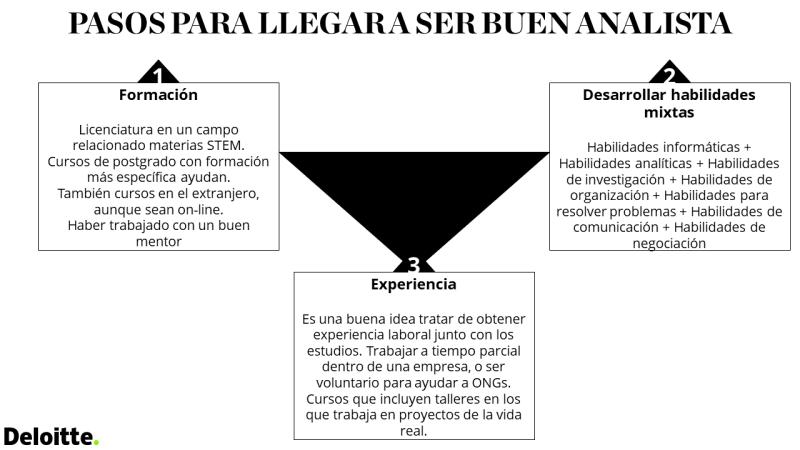 PASOS PARA LLEGAR A SER BUEN ANALISTA
1
Formación
Licenciatura en un campo
relacionado materias STEM.
Cursos de postgrado con formación
más específica ayudan.
También cursos en el extranjero,
aunque sean on-line.
Haber trabajado con un buen
mentor
2
Desarrollar habilidades
mixtas
Habilidades informáticas +
Habilidades analíticas + Habilidades
de investigación + Habilidades de
organización + Habilidades para
resolver problemas + Habilidades de
comunicación + Habilidades de
negociación
3
Experiencia
Es una buena idea tratar de obtener
experiencia laboral junto con los
estudios. Trabajar a tiempo parcial
dentro de una empresa, o ser
voluntario para ayudar a ONGs.
Cursos que incluyen talleres en los
que trabaja en proyectos de la vida
real.
Deloitte.